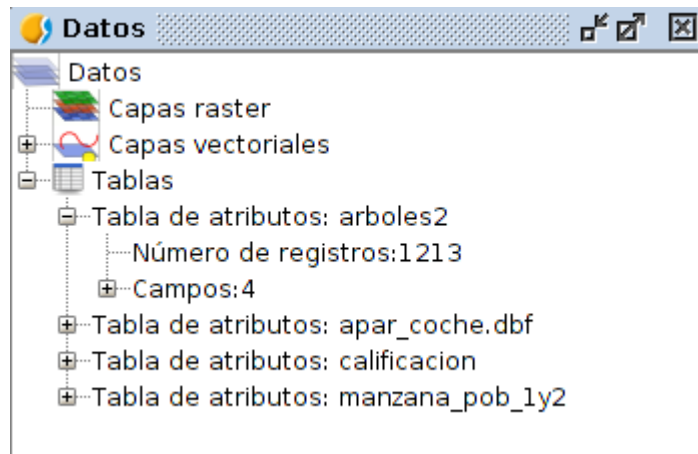 Datos
Datos
Capas raster
Capas vectoriales
Tablas
Tabla de atributos: arboles2
Número de registros:1213
Campos:4
Tabla de atributos: apar_coche.dbf
Tabla de atributos: calificacion
Tabla de atributos: manzana_pob_1y2